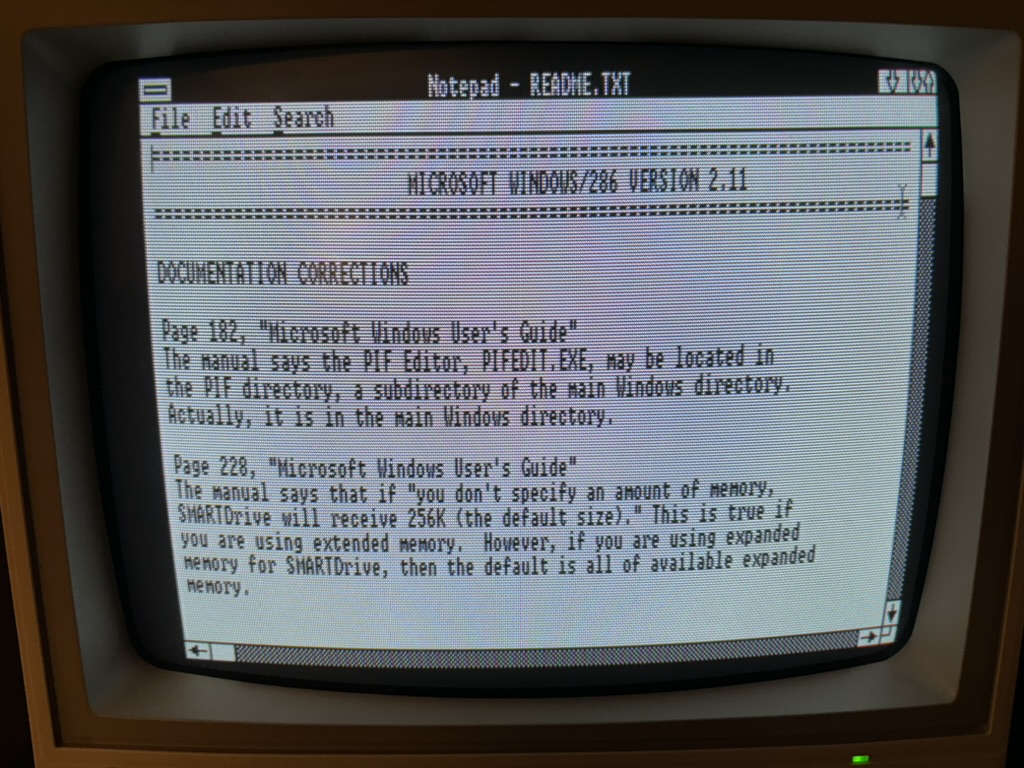 Notepad - README.TXT
File Edit Search
================================================================================
MICROSOFT WINDOWS/286 VERSION 2.11
================================================================================
DOCUMENTATION CORRECTIONS
Page 182, "Microsoft Windows User's Guide"
The manual says the PIF Editor, PIFEDIT.EXE, may be located in
the PIF directory, a subdirectory of the main Windows directory.
Actually, it is in the main Windows directory.
Page 228, "Microsoft Windows User's Guide"
The manual says that if "you don't specify an amount of memory,
SMARTDrive will receive 256K (the default size)." This is true if
you are using extended memory.  However, if you are using expanded
memory for SMARTDrive, then the default is all of available expanded
memory.